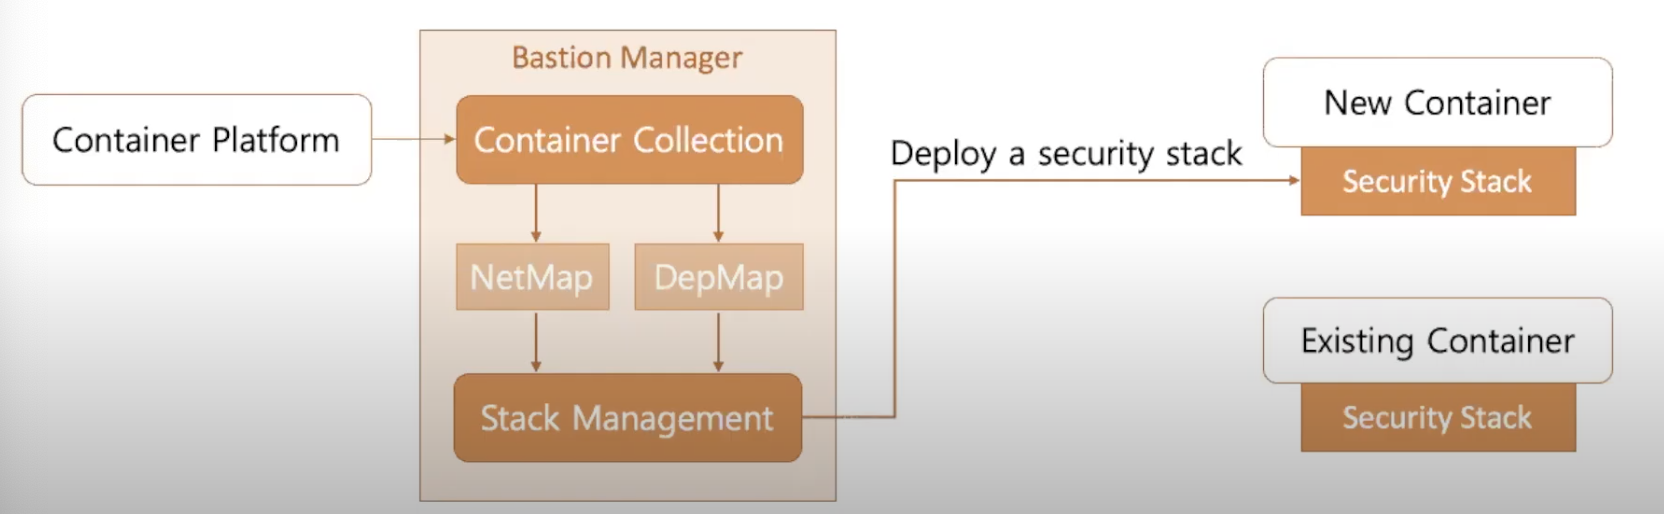 Bastion Manager
Container Platform
Container Collection
NetMap
DepMap
Stack Management
Deploy a security stack
New Container
Security Stack
Existing Container
Security Stack